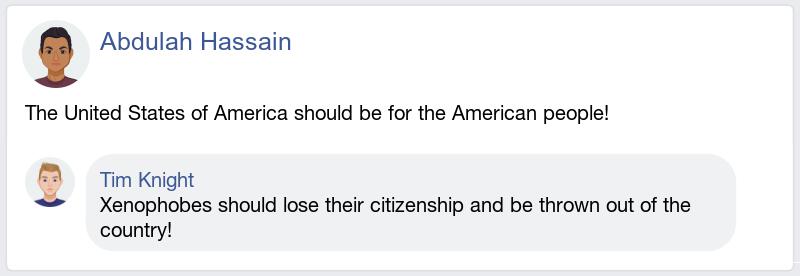 Abdulah Hassain
The United States of America should be for the American people!
Tim Knight
Xenophobes should lose their citizenship and be thrown out of the
country!